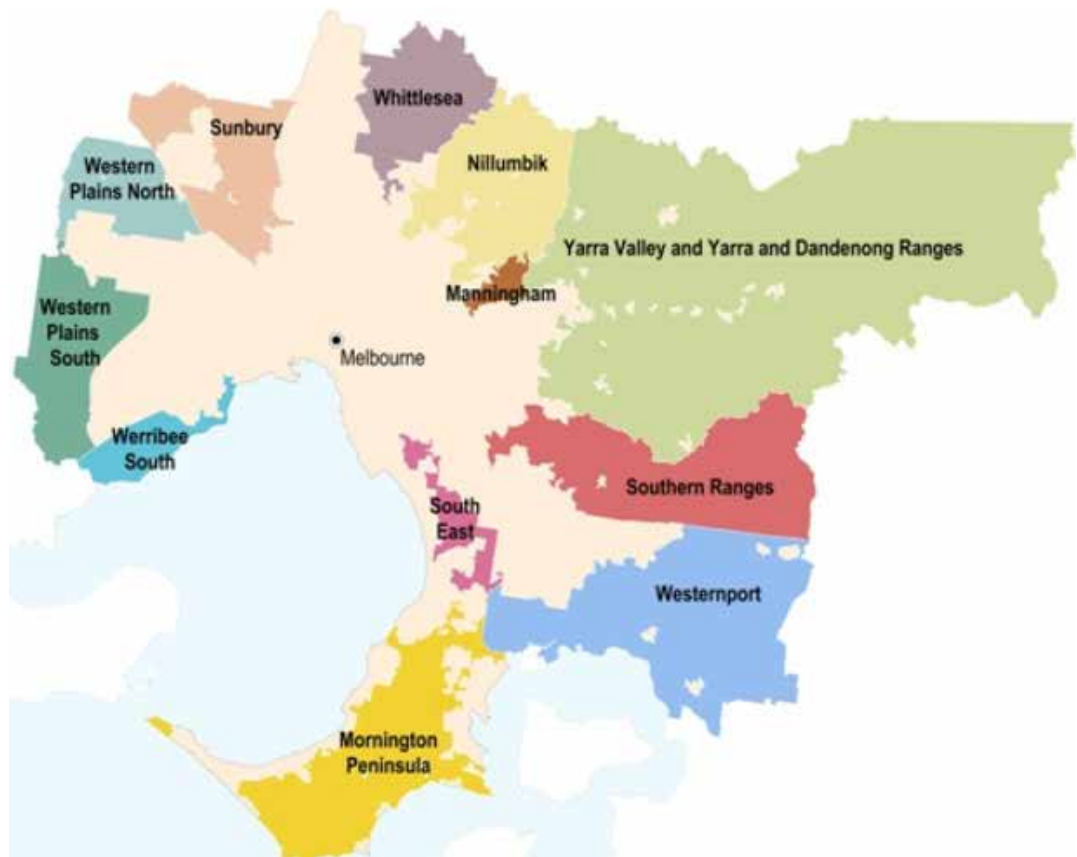 Whittlesea
Sunbury
Western
Plains North
Nillumbik
Yarra Valley and Yarra and Dandenong Ranges
Manningham
Western
Plains
South
Melbourne
Werribee
South
Southern Ranges
South
East
Westernport
Mornington
Peninsula